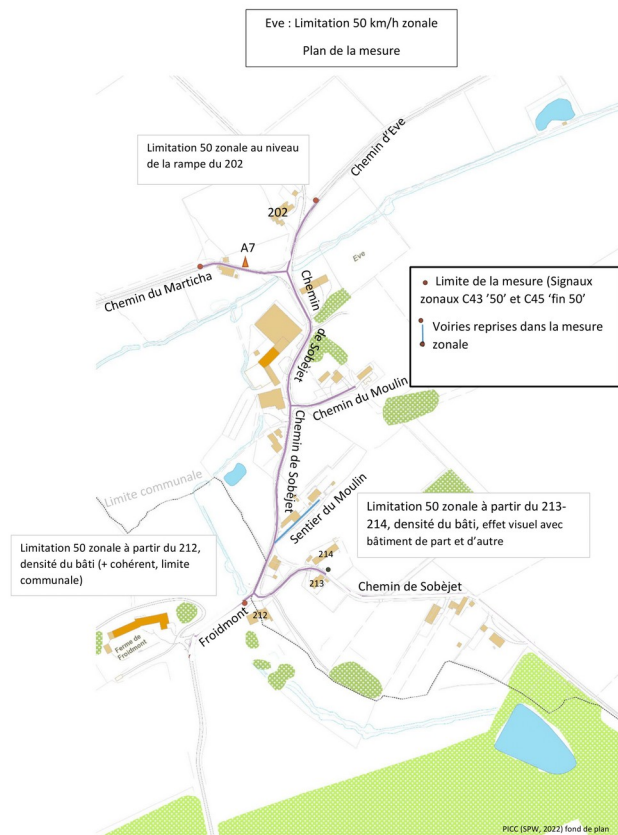 Eve : Limitation 50 km/h zonale
Plan de la mesure
Limitation 50 zonale au niveau
de la rampe du 202
Chemin d'Eve
202
A7
Eve
Chemin du Marticha
Chemin
de Sobèjet
• Limite de la mesure (Signaux
zonaux C43 '50' et C45 'fin 50'
Voiries reprises dans la mesure
zonale
Chemin du Moulin
Chemin de Sobèjet
Limite communale
Sentier du Moulin
Limitation 50 zonale à partir du 213-
214, densité du bâti, effet visuel avec
bâtiment de part et d'autre
Limitation 50 zonale à partir du 212,
densité du bâti (+ cohérent, limite
communale)
214
213
Chemin de Sobèjet
212
Froidmont
Ferme de
Froidmont
PICC (SPW, 2022) fond de plan